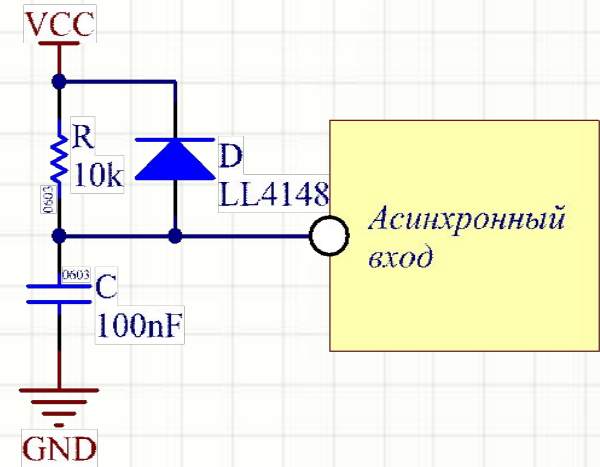 VCC
R
10k
0603
D
LL4148
Асинхронный
вход
0603
C
100nF
GND